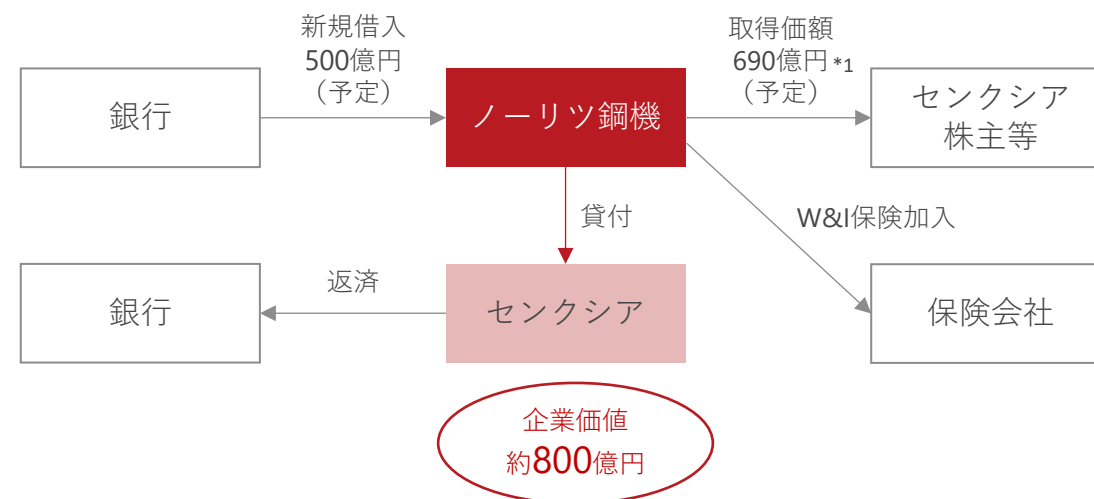 新規借入
500億円
（予定）
取得価額
690億円 *1
（予定）
銀行
ノーリツ鋼機
センクシア
株主等
貸付
W&I保険加入
返済
銀行
センクシア
保険会社
企業価値
約800億円